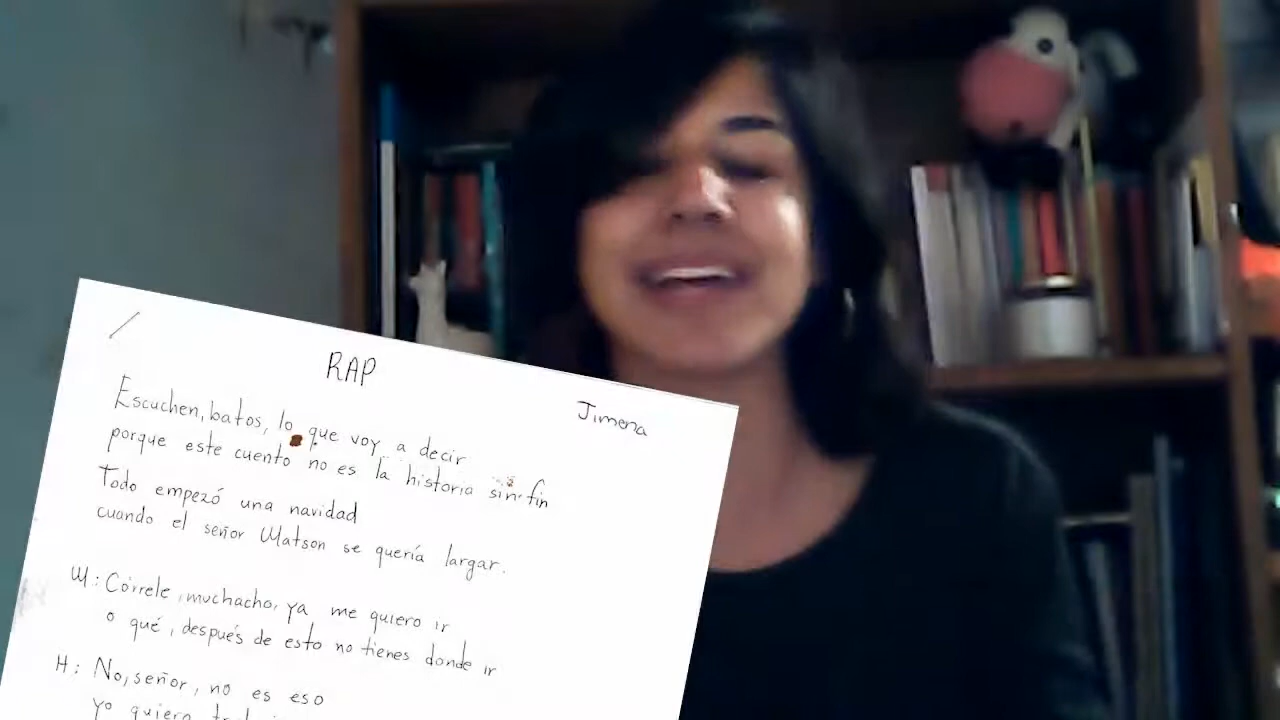 RAP
Jimena
Escuchen, batos, lo que voy a decir
porque este cuento no es la historia sin fin
Todo empezó una navidad
cuando el señor Watson se quería largar.
W: Córrele, muchacho, ya me quiero ir
o qué, después de esto no tienes donde ir
H: No, señor, no es eso
Yo quiero